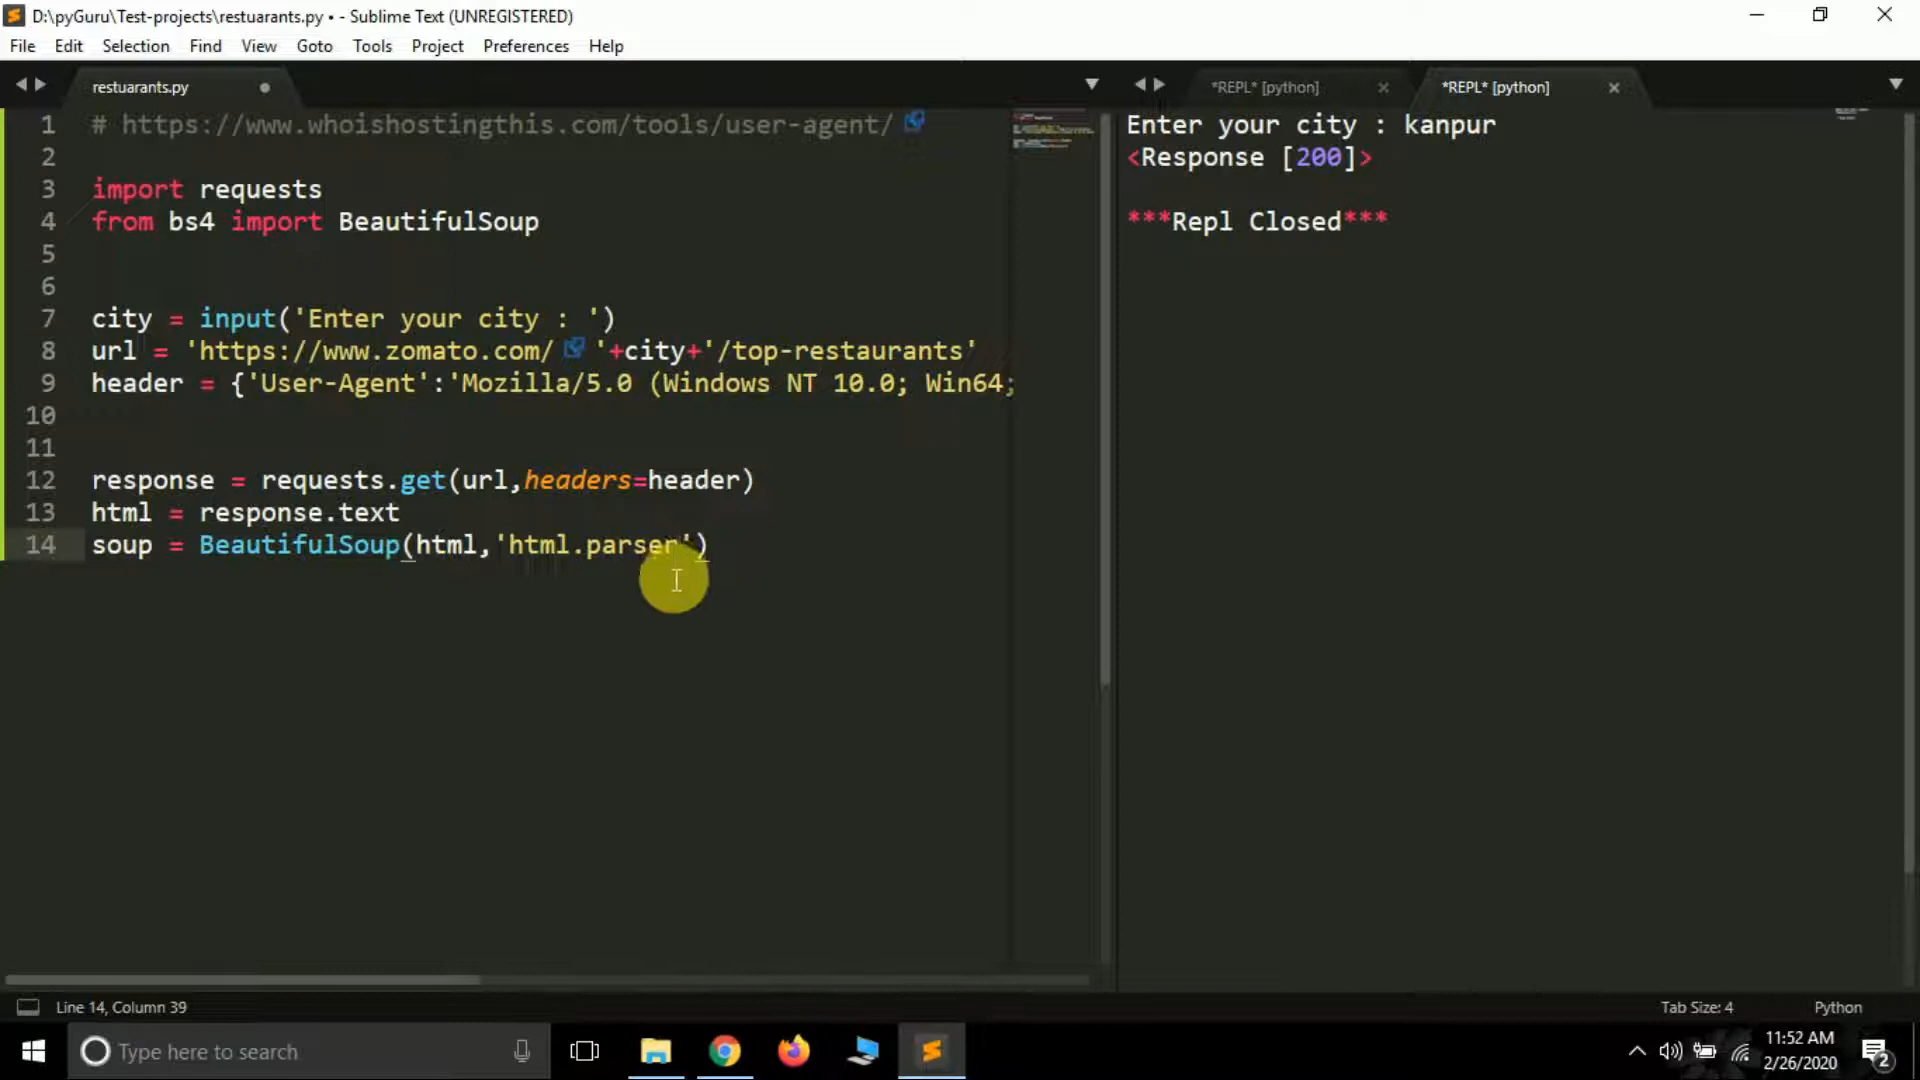 D:\pyGuru\Test-projects\restuarants.py • - Sublime Text (UNREGISTERED)
File Edit Selection Find View Goto Tools Project Preferences Help
restuarants.py
*REPL* [python]
*REPL* [python]
1 # https://www.whoishostingthis.com/tools/user-agent/
2
3 import requests
4 from bs4 import BeautifulSoup
5
6
7 city = input('Enter your city : ')
8 url = 'https://www.zomato.com/ '+city+'/top-restaurants'
9 header = {'User-Agent':'Mozilla/5.0 (Windows NT 10.0; Win64;
10
11
12 response = requests.get(url,headers=header)
13 html = response.text
14 soup = BeautifulSoup(html,'html.parser')
Enter your city : kanpur
<Response [200]>
***Repl Closed***
Line 14, Column 39
Tab Size: 4
Python
Type here to search
11:52 AM
2/26/2020
2